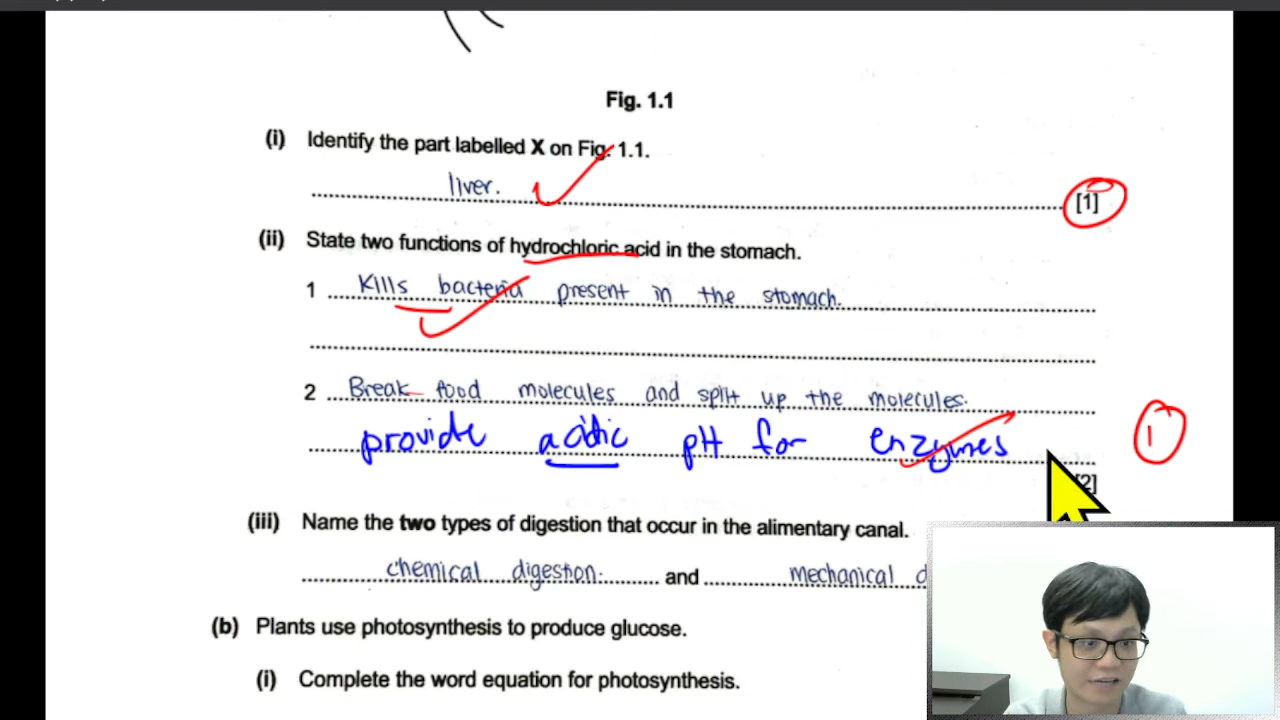 Fig. 1.1
(i) Identify the part labelled X on Fig. 1.1.
liver. [1]
(ii) State two functions of hydrochloric acid in the stomach.
1 Kills bacteria present in the stomach.
2 Break food molecules and split up the molecules.
provide acidic pH for enzymes 1
[2]
(iii) Name the two types of digestion that occur in the alimentary canal.
chemical digestion. and mechanical d
(b) Plants use photosynthesis to produce glucose.
(i) Complete the word equation for photosynthesis.